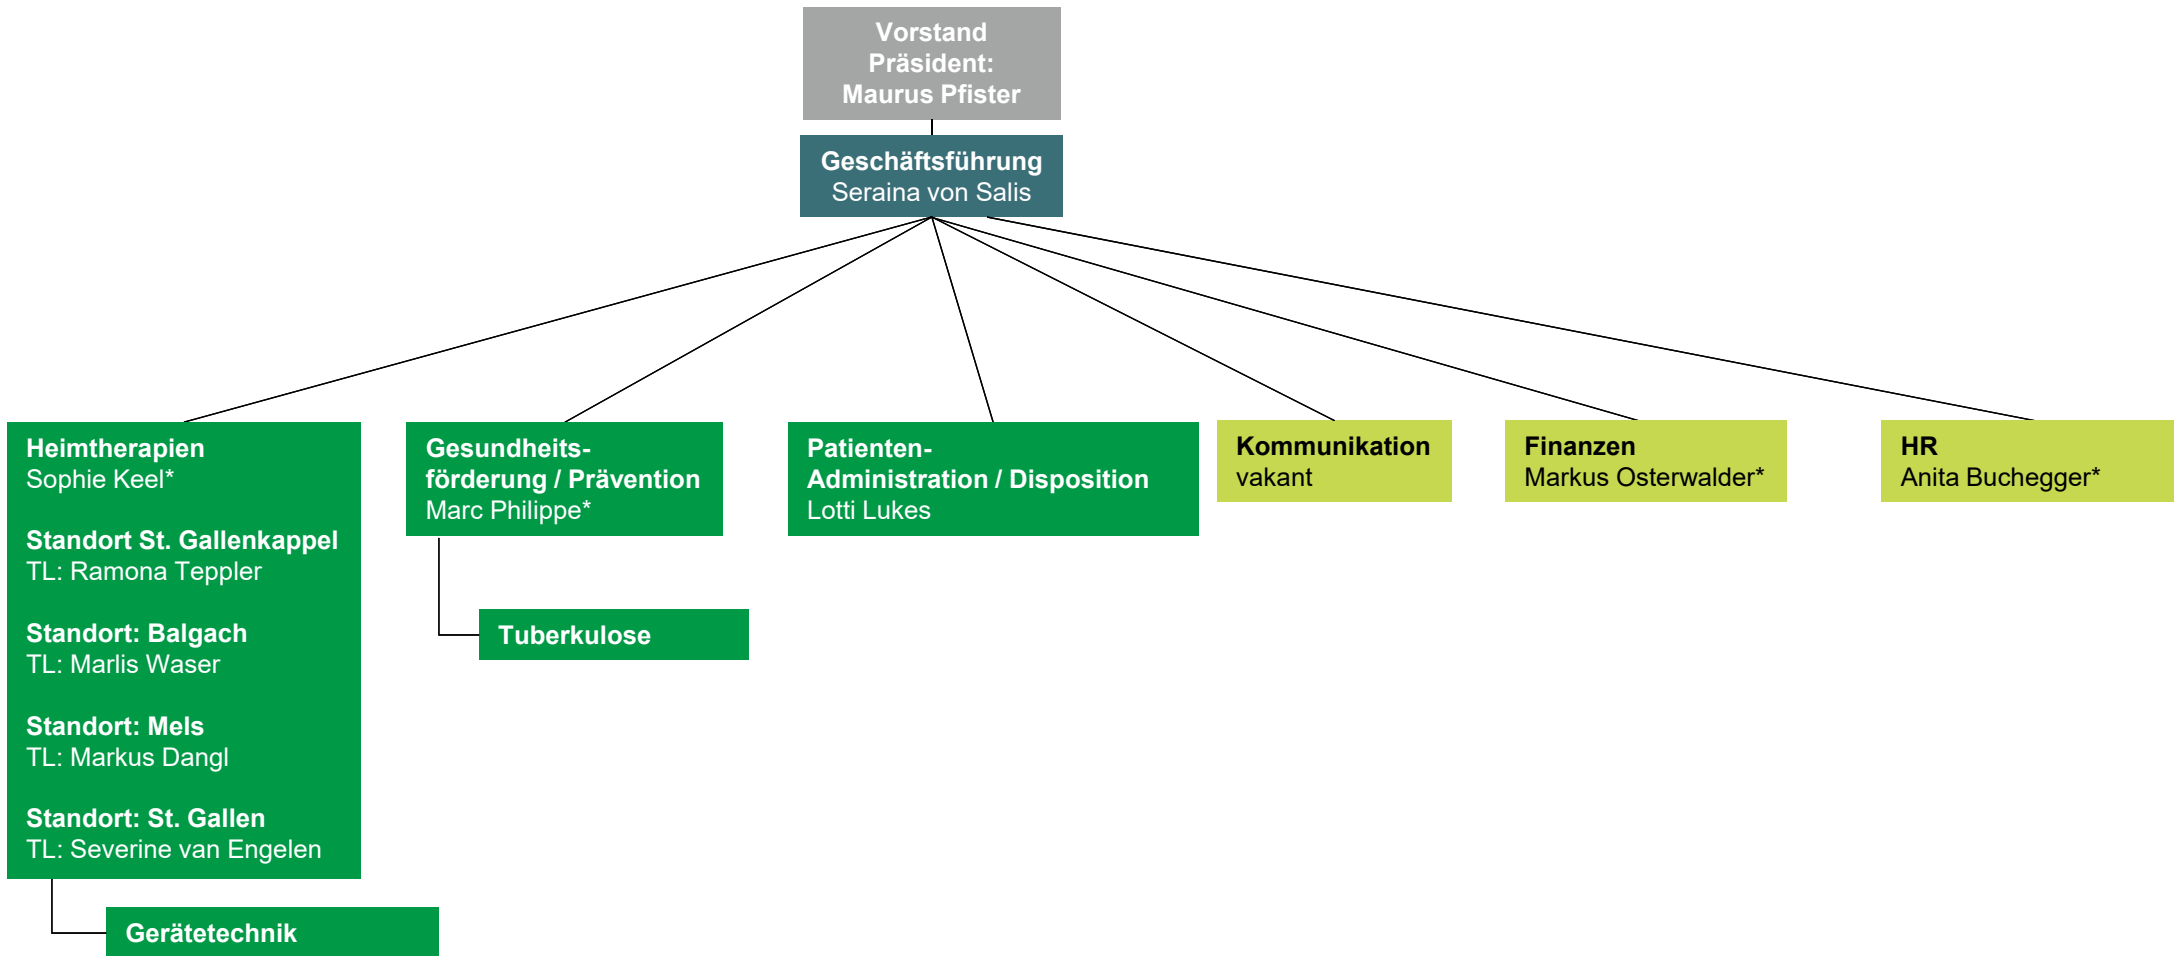 Vorstand
Präsident:
Maurus Pfister
Geschäftsführung
Seraina von Salis
Heimtherapien
Sophie Keel*
Standort St. Gallenkappel
TL: Ramona Teppler
Standort: Balgach
TL: Marlis Waser
Standort: Mels
TL: Markus Dangl
Standort: St. Gallen
TL: Severine van Engelen
Gerätetechnik
Gesundheits-
förderung / Prävention
Marc Philippe*
Tuberkulose
Patienten-
Administration / Disposition
Lotti Lukes
Kommunikation
vakant
Finanzen
Markus Osterwalder*
HR
Anita Buchegger*